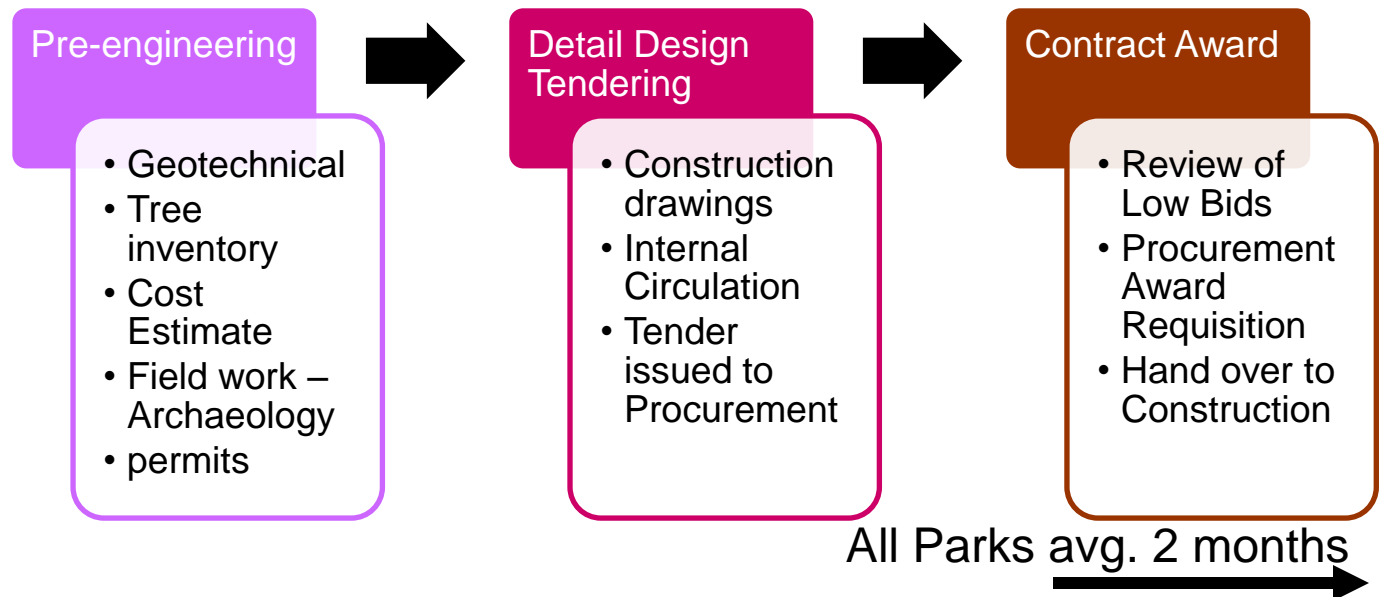 Pre-engineering
• Geotechnical
• Tree
inventory
• Cost
Estimate
• Field work –
Archaeology
• permits
Detail Design
Tendering
• Construction
drawings
• Internal
Circulation
• Tender
issued to
Procurement
Contract Award
• Review of
Low Bids
• Procurement
Award
Requisition
• Hand over to
Construction
All Parks avg. 2 months